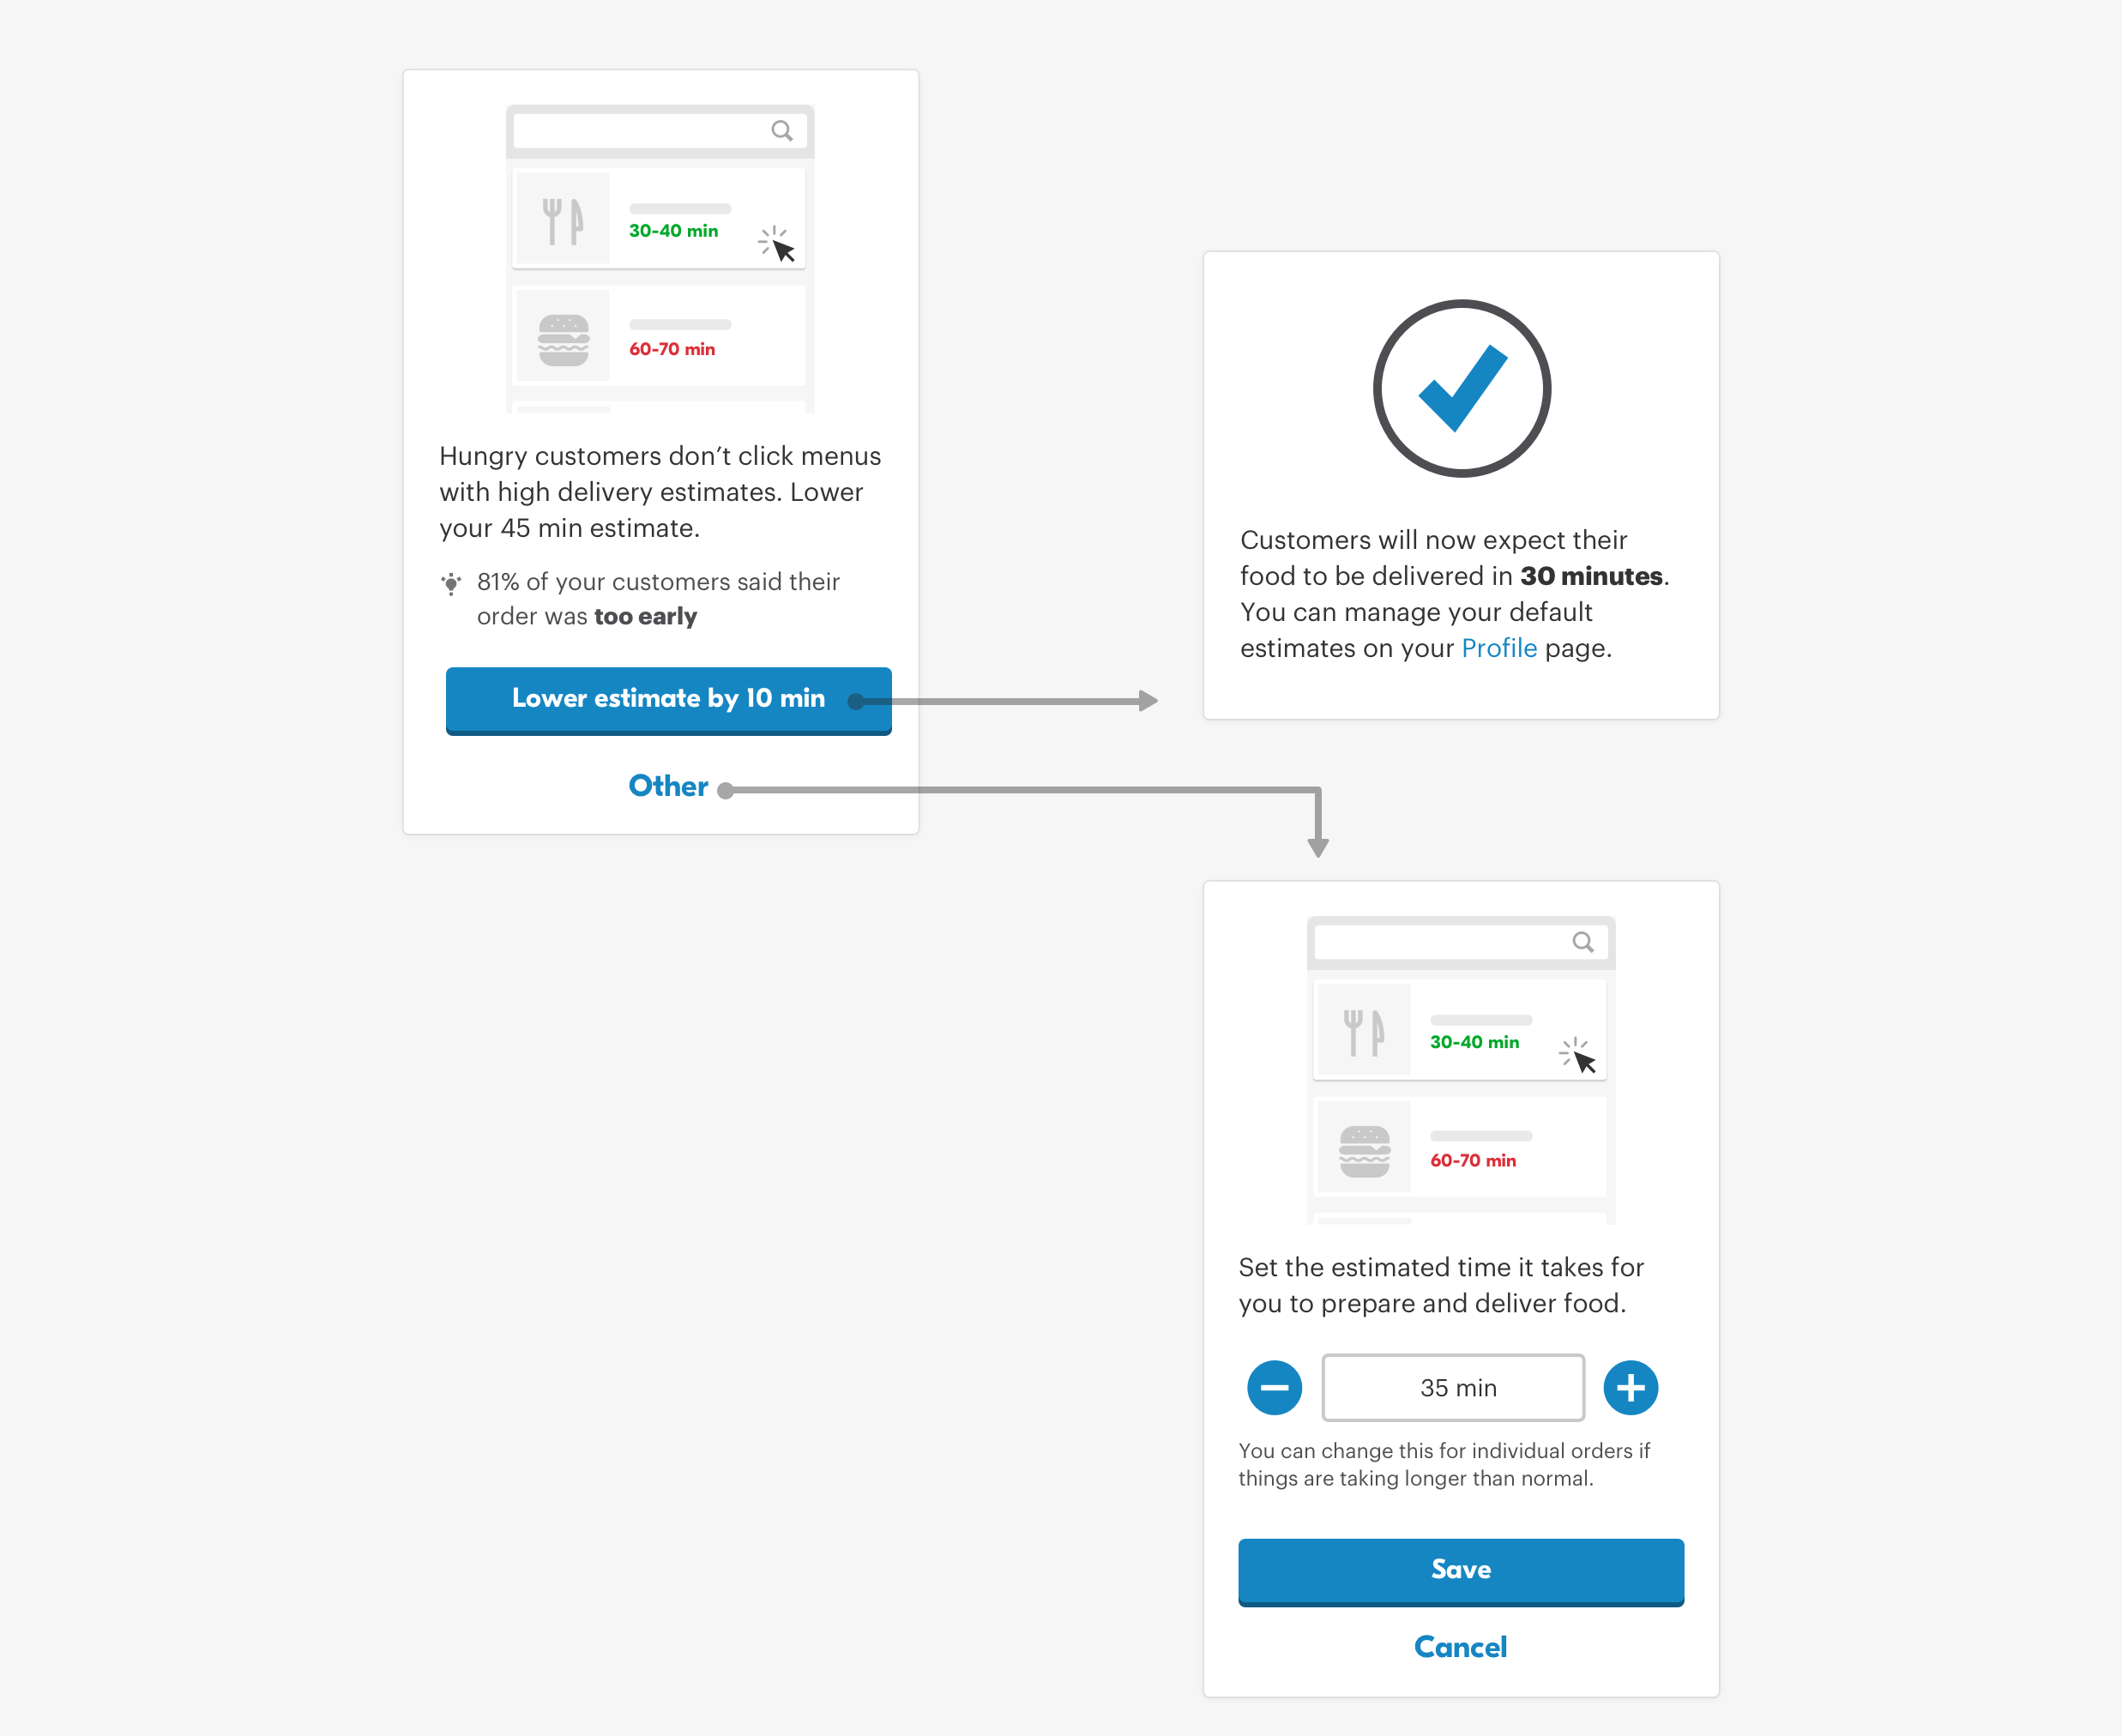 30-40 min
60-70 min
Hungry customers don’t click menus
with high delivery estimates. Lower
your 45 min estimate.
81% of your customers said their
order was too early
Lower estimate by 10 min
Other
Customers will now expect their
food to be delivered in 30 minutes.
You can manage your default
estimates on your Profile page.
30-40 min
60-70 min
Set the estimated time it takes for
you to prepare and deliver food.
35 min
You can change this for individual orders if
things are taking longer than normal.
Save
Cancel